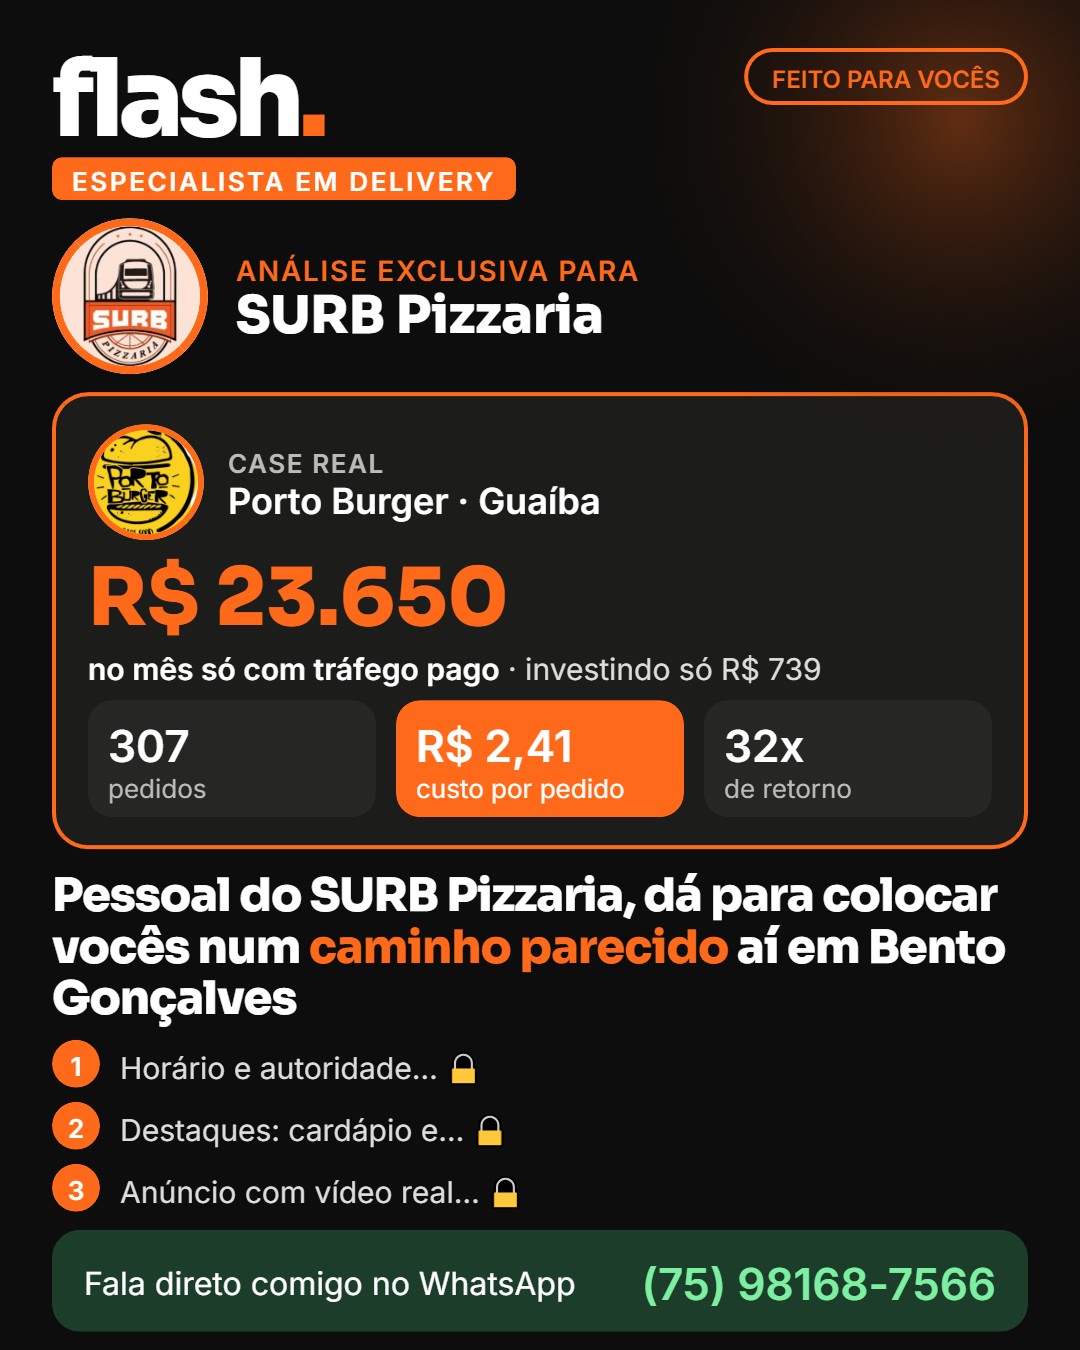 flash.
FEITO PARA VOCÊS
ESPECIALISTA EM DELIVERY
SURB
PIZZARIA
ANÁLISE EXCLUSIVA PARA
SURB Pizzaria
PORTO
BURGER
CASE REAL
Porto Burger · Guaíba
R$ 23.650
no mês só com tráfego pago · investindo só R$ 739
307
pedidos
R$ 2,41
custo por pedido
32x
de retorno
Pessoal do SURB Pizzaria, dá para colocar
vocês num caminho parecido aí em Bento
Gonçalves
1 Horário e autoridade... 🔒
2 Destaques: cardápio e... 🔒
3 Anúncio com vídeo real... 🔒
Fala direto comigo no WhatsApp (75) 98168-7566